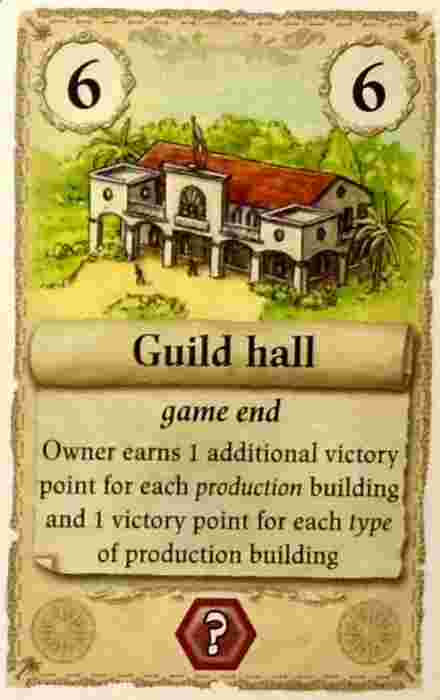 6 6
Guild hall
game end
Owner earns 1 additional victory
point for each production building
and 1 victory point for each type
of production building
?